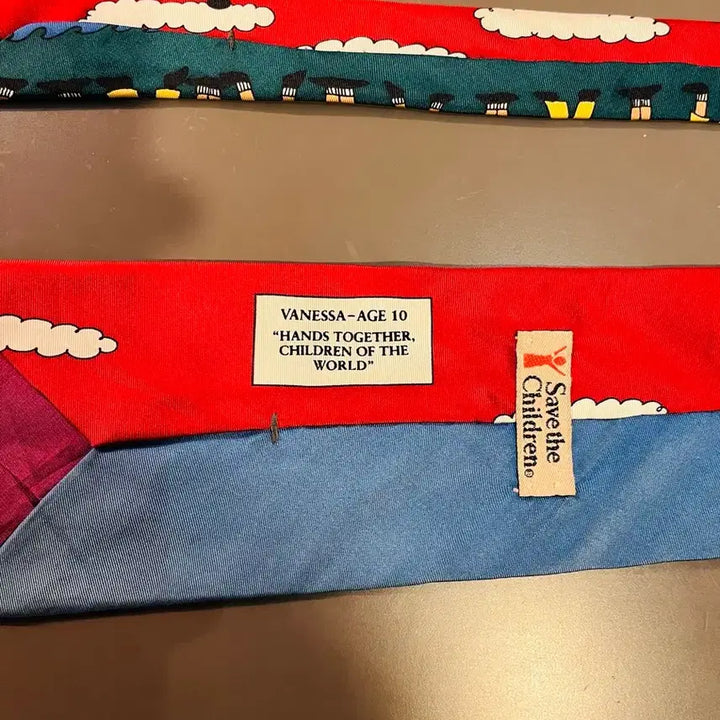 VANESSA–AGE 10
"HANDS TOGETHER,
CHILDREN OF THE
WORLD"
Save the
Children®